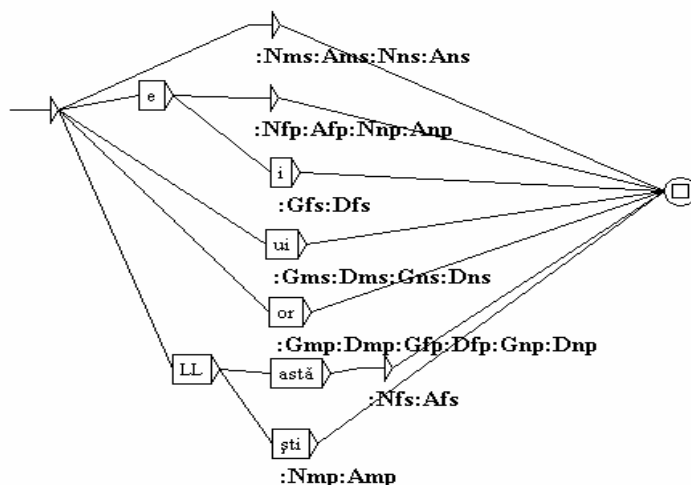 :Nms:Ams:Nns:Ans
e
:Nfp:Afp:Nnp:Anp
i
:Gfs:Dfs
ui
:Gms:Dms:Gns:Dns
or
:Gmp:Dmp:Gfp:Dfp:Gnp:Dnp
LL
astă
:Nfs:Afs
ști
:Nmp:Amp